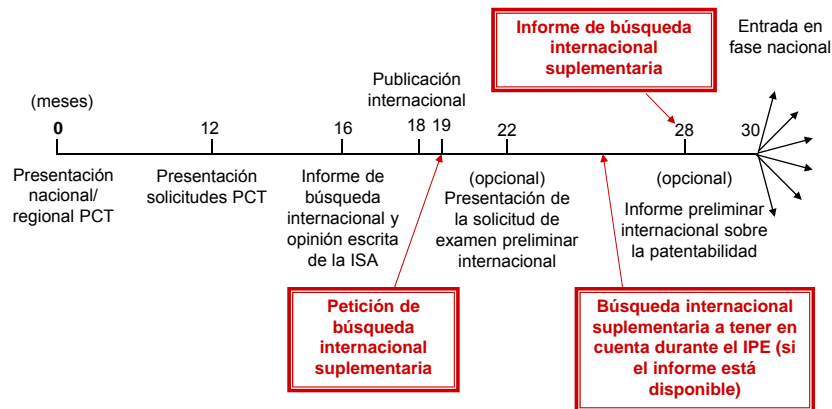 Informe de búsqueda
internacional
suplementaria
Entrada en
fase nacional
Publicación
internacional
(meses)
0
12
16
18
19
22
28
30
Presentación
nacional/
regional PCT
Presentación
solicitudes PCT
Informe de
búsqueda
internacional y
opinión escrita
de la ISA
(opcional)
Presentación de
la solicitud de
examen preliminar
internacional
(opcional)
Informe preliminar
internacional sobre
la patentabilidad
Petición de
búsqueda
internacional
suplementaria
Búsqueda internacional
suplementaria a tener en
cuenta durante el IPE (si
el informe está
disponible)